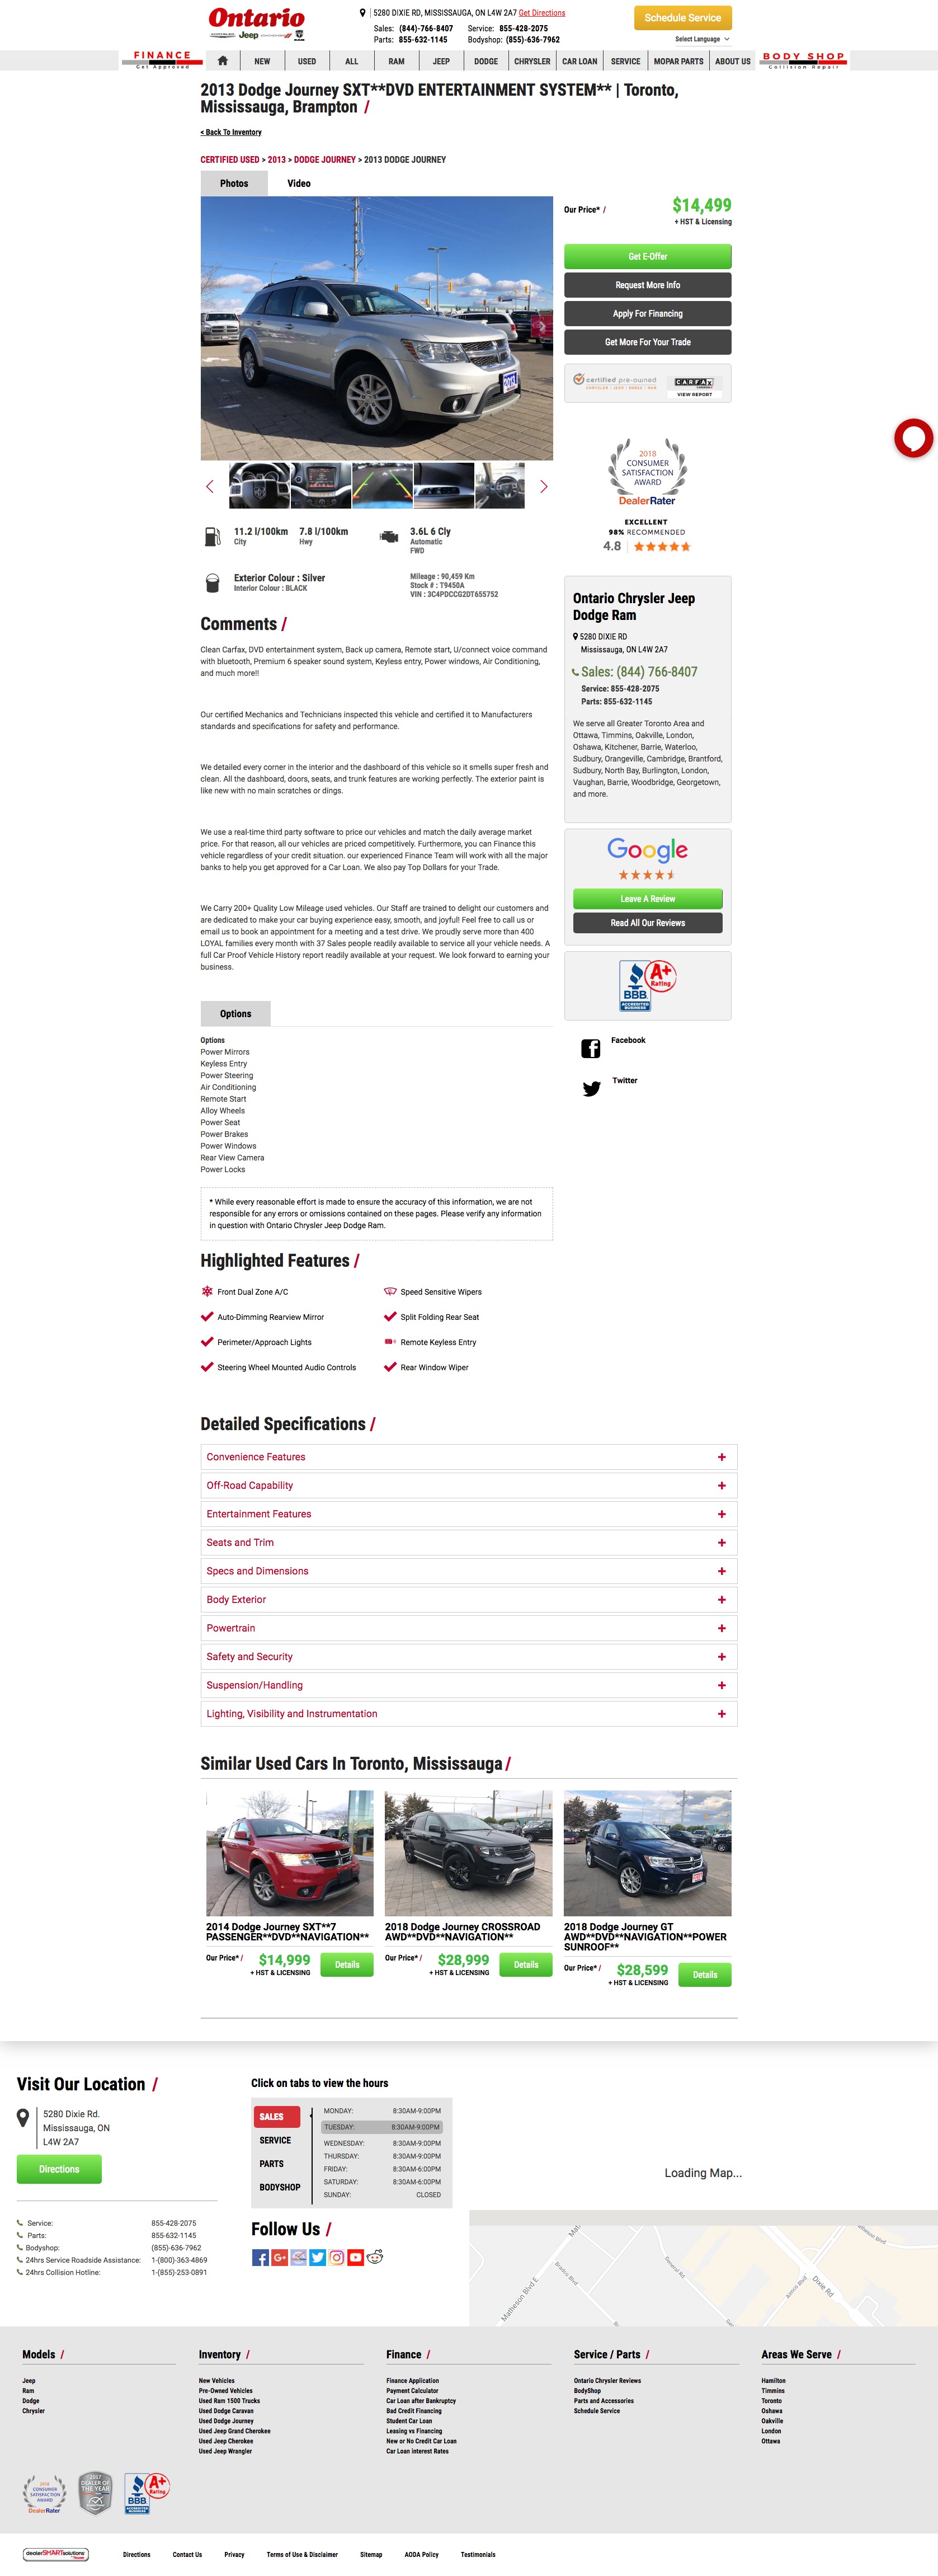 Ontario
CHRYSLER Jeep DODGE RAM
5280 DIXIE RD, MISSISSAUGA, ON L4W 2A7 Get Directions
Sales: (844)-766-8407 Service: 855-428-2075
Parts: 855-632-1145 Bodyshop: (855)-636-7962
Schedule Service
Select Language
FINANCE
Get Approved
NEW USED ALL RAM JEEP DODGE CHRYSLER CAR LOAN SERVICE MOPAR PARTS ABOUT US
BODY SHOP
Collision Repair
2013 Dodge Journey SXT**DVD ENTERTAINMENT SYSTEM** | Toronto,
Mississauga, Brampton /
< Back To Inventory
CERTIFIED USED > 2013 > DODGE JOURNEY > 2013 DODGE JOURNEY
Photos Video
Our Price* / $14,499
+ HST & Licensing
Get E-Offer
Request More Info
Apply For Financing
Get More For Your Trade
certified pre-owned
CARFAX
VIEW REPORT
2018
CONSUMER
SATISFACTION
AWARD
DealerRater
EXCELLENT
98% RECOMMENDED
4.8
11.2 l/100km 7.8 l/100km 3.6L 6 Cly
City Hwy Automatic
FWD
Exterior Colour : Silver
Interior Colour : BLACK
Mileage : 90,459 Km
Stock # : T9450A
VIN : 3C4PDCCG2DT655752
Comments /
Clean Carfax, DVD entertainment system, Back up camera, Remote start, U/connect voice command
with bluetooth, Premium 6 speaker sound system, Keyless entry, Power windows, Air Conditioning,
and much more!!
Our certified Mechanics and Technicians inspected this vehicle and certified it to Manufacturers
standards and specifications for safety and performance.
We detailed every corner in the interior and the dashboard of this vehicle so it smells super fresh and
clean. All the dashboard, doors, seats, and trunk features are working perfectly. The exterior paint is
like new with no main scratches or dings.
We use a real-time third party software to price our vehicles and match the daily average market
price. For that reason, all our vehicles are priced competitively. Furthermore, you can Finance this
vehicle regardless of your credit situation. our experienced Finance Team will work with all the major
banks to help you get approved for a Car Loan. We also pay Top Dollars for your Trade.
We Carry 200+ Quality Low Mileage used vehicles. Our Staff are trained to delight our customers and
are dedicated to make your car buying experience easy, smooth, and joyful! Feel free to call us or
email us to book an appointment for a meeting and a test drive. We proudly serve more than 400
LOYAL families every month with 37 Sales people readily available to service all your vehicle needs. A
full Car Proof Vehicle History report readily available at your request. We look forward to earning your
business.
Ontario Chrysler Jeep
Dodge Ram
5280 DIXIE RD
Mississauga, ON L4W 2A7
Sales: (844) 766-8407
Service: 855-428-2075
Parts: 855-632-1145
We serve all Greater Toronto Area and
Ottawa, Timmins, Oakville, London,
Oshawa, Kitchener, Barrie, Waterloo,
Sudbury, Orangeville, Cambridge, Brantford,
Sudbury, North Bay, Burlington, London,
Vaughan, Barrie, Woodbridge, Georgetown,
and more.
Google
Leave A Review
Read All Our Reviews
BBB
ACCREDITED
BUSINESS
A+
Rating
Facebook
Twitter
Options
Options
Power Mirrors
Keyless Entry
Power Steering
Air Conditioning
Remote Start
Alloy Wheels
Power Seat
Power Brakes
Power Windows
Rear View Camera
Power Locks
* While every reasonable effort is made to ensure the accuracy of this information, we are not
responsible for any errors or omissions contained on these pages. Please verify any information
in question with Ontario Chrysler Jeep Dodge Ram.
Highlighted Features /
Front Dual Zone A/C Speed Sensitive Wipers
Auto-Dimming Rearview Mirror Split Folding Rear Seat
Perimeter/Approach Lights Remote Keyless Entry
Steering Wheel Mounted Audio Controls Rear Window Wiper
Detailed Specifications /
Convenience Features +
Off-Road Capability +
Entertainment Features +
Seats and Trim +
Specs and Dimensions +
Body Exterior +
Powertrain +
Safety and Security +
Suspension/Handling +
Lighting, Visibility and Instrumentation +
Similar Used Cars In Toronto, Mississauga /
2014 Dodge Journey SXT**7
PASSENGER**DVD**NAVIGATION**
Our Price* / $14,999
+ HST & LICENSING
Details
2018 Dodge Journey CROSSROAD
AWD**DVD**NAVIGATION**
Our Price* / $28,999
+ HST & LICENSING
Details
2018 Dodge Journey GT
AWD**DVD**NAVIGATION**POWER
SUNROOF**
Our Price* / $28,599
+ HST & LICENSING
Details
Visit Our Location /
5280 Dixie Rd.
Mississauga, ON
L4W 2A7
Directions
Service: 855-428-2075
Parts: 855-632-1145
Bodyshop: (855)-636-7962
24hrs Service Roadside Assistance: 1-(800)-363-4869
24hrs Collision Hotline: 1-(855)-253-0891
Click on tabs to view the hours
SALES
SERVICE
PARTS
BODYSHOP
MONDAY: 8:30AM-9:00PM
TUESDAY: 8:30AM-9:00PM
WEDNESDAY: 8:30AM-9:00PM
THURSDAY: 8:30AM-9:00PM
FRIDAY: 8:30AM-6:00PM
SATURDAY: 8:30AM-6:00PM
SUNDAY: CLOSED
Follow Us /
Loading Map...
Matheson Blvd E
Dixie Rd
Models /
Jeep
Ram
Dodge
Chrysler
Inventory /
New Vehicles
Pre-Owned Vehicles
Used Ram 1500 Trucks
Used Dodge Caravan
Used Dodge Journey
Used Jeep Grand Cherokee
Used Jeep Cherokee
Used Jeep Wrangler
Finance /
Finance Application
Payment Calculator
Car Loan after Bankruptcy
Bad Credit Financing
Student Car Loan
Leasing vs Financing
New or No Credit Car Loan
Car Loan interest Rates
Service / Parts /
Ontario Chrysler Reviews
BodyShop
Parts and Accessories
Schedule Service
Areas We Serve /
Hamilton
Timmins
Toronto
Oshawa
Oakville
London
Ottawa
2018
CONSUMER
SATISFACTION
AWARD
DealerRater
2017
DEALER OF
THE YEAR
BBB
ACCREDITED
BUSINESS
A+
Rating
dealerSMARTsolutions
Directions Contact Us Privacy Terms of Use & Disclaimer Sitemap AODA Policy Testimonials